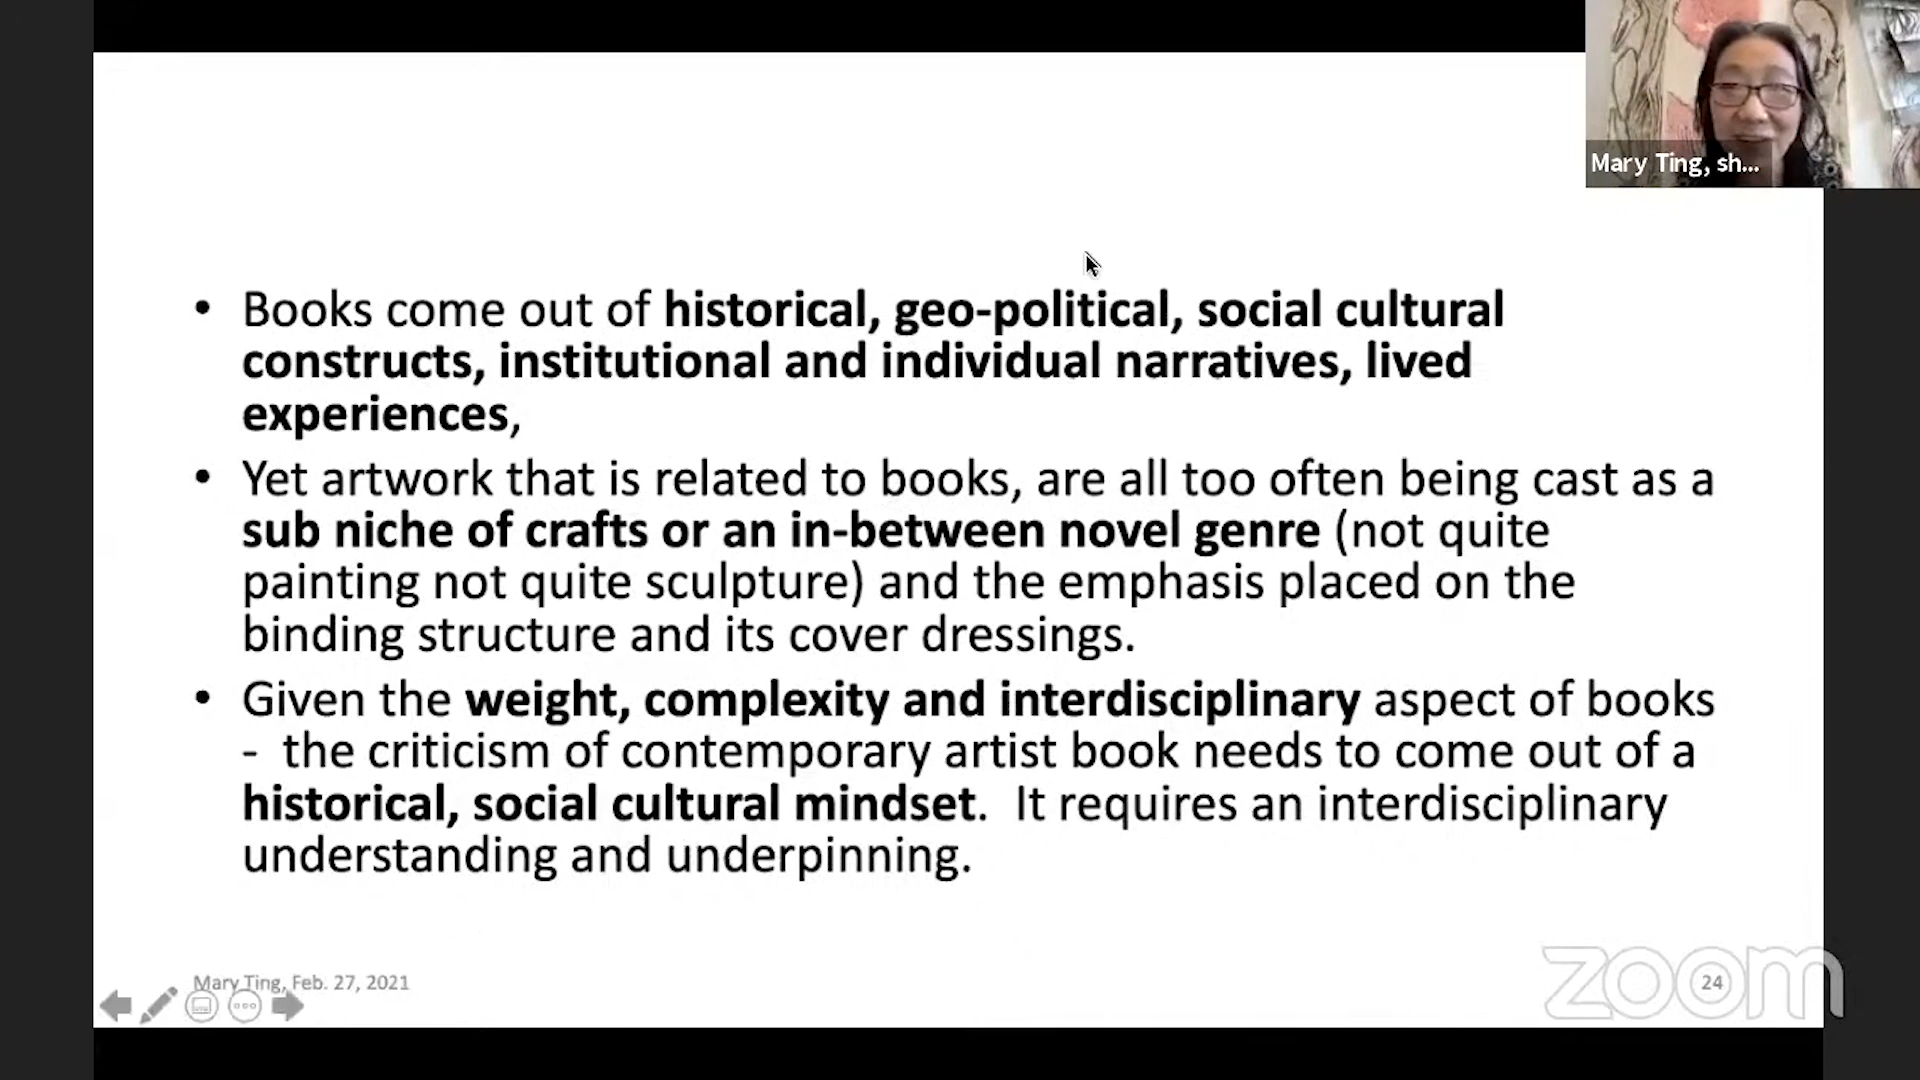 Mary Ting, sh...
• Books come out of historical, geo-political, social cultural
constructs, institutional and individual narratives, lived
experiences,
• Yet artwork that is related to books, are all too often being cast as a
sub niche of crafts or an in-between novel genre (not quite
painting not quite sculpture) and the emphasis placed on the
binding structure and its cover dressings.
• Given the weight, complexity and interdisciplinary aspect of books
-  the criticism of contemporary artist book needs to come out of a
historical, social cultural mindset.  It requires an interdisciplinary
understanding and underpinning.
Mary Ting, Feb. 27, 2021
24
zoom